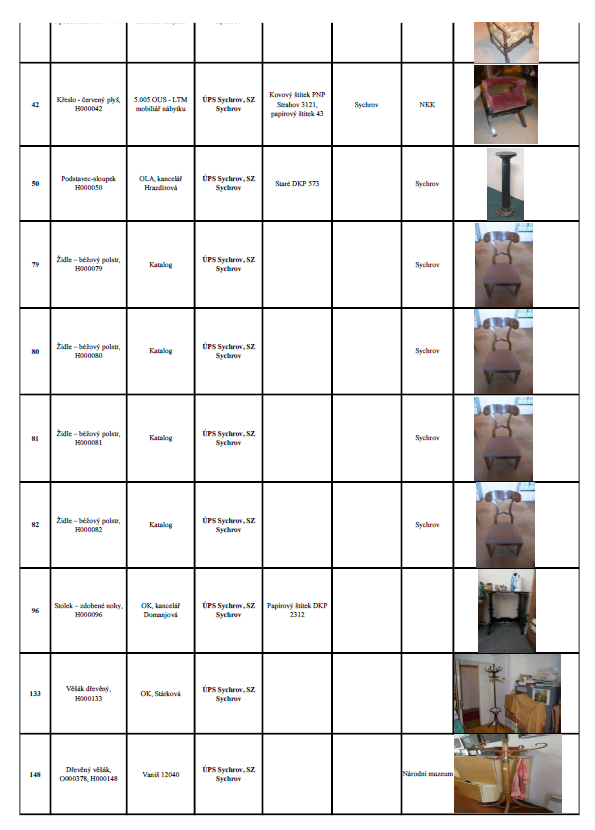 42
Křeslo - červený plyš,
H000042
5.005 OUS - LTM
mobiliář nábytku
ÚPS Sychrov, SZ
Sychrov
Kovový štítek PNP
Strahov 3121,
papírový štítek 43
Sychrov
NKK
50
Podstavec-sloupek
H000050
OLA, kancelář
Hrazdírová
ÚPS Sychrov, SZ
Sychrov
Staré DKP 573
Sychrov
79
Židle – béžový polstr,
H000079
Katalog
ÚPS Sychrov, SZ
Sychrov
Sychrov
80
Židle – béžový polstr,
H000080
Katalog
ÚPS Sychrov, SZ
Sychrov
Sychrov
81
Židle – béžový polstr,
H000081
Katalog
ÚPS Sychrov, SZ
Sychrov
Sychrov
82
Židle – béžový polstr,
H000082
Katalog
ÚPS Sychrov, SZ
Sychrov
Sychrov
96
Stolek – zdobené nohy,
H000096
OK, kancelář
Domanjová
ÚPS Sychrov, SZ
Sychrov
Papírový štítek DKP
2312
133
Věšák dřevěný,
H000133
OK, Stárková
ÚPS Sychrov, SZ
Sychrov
148
Dřevěný věšák,
O000378, H000148
Vaniš 12040
ÚPS Sychrov, SZ
Sychrov
Národní muzeum